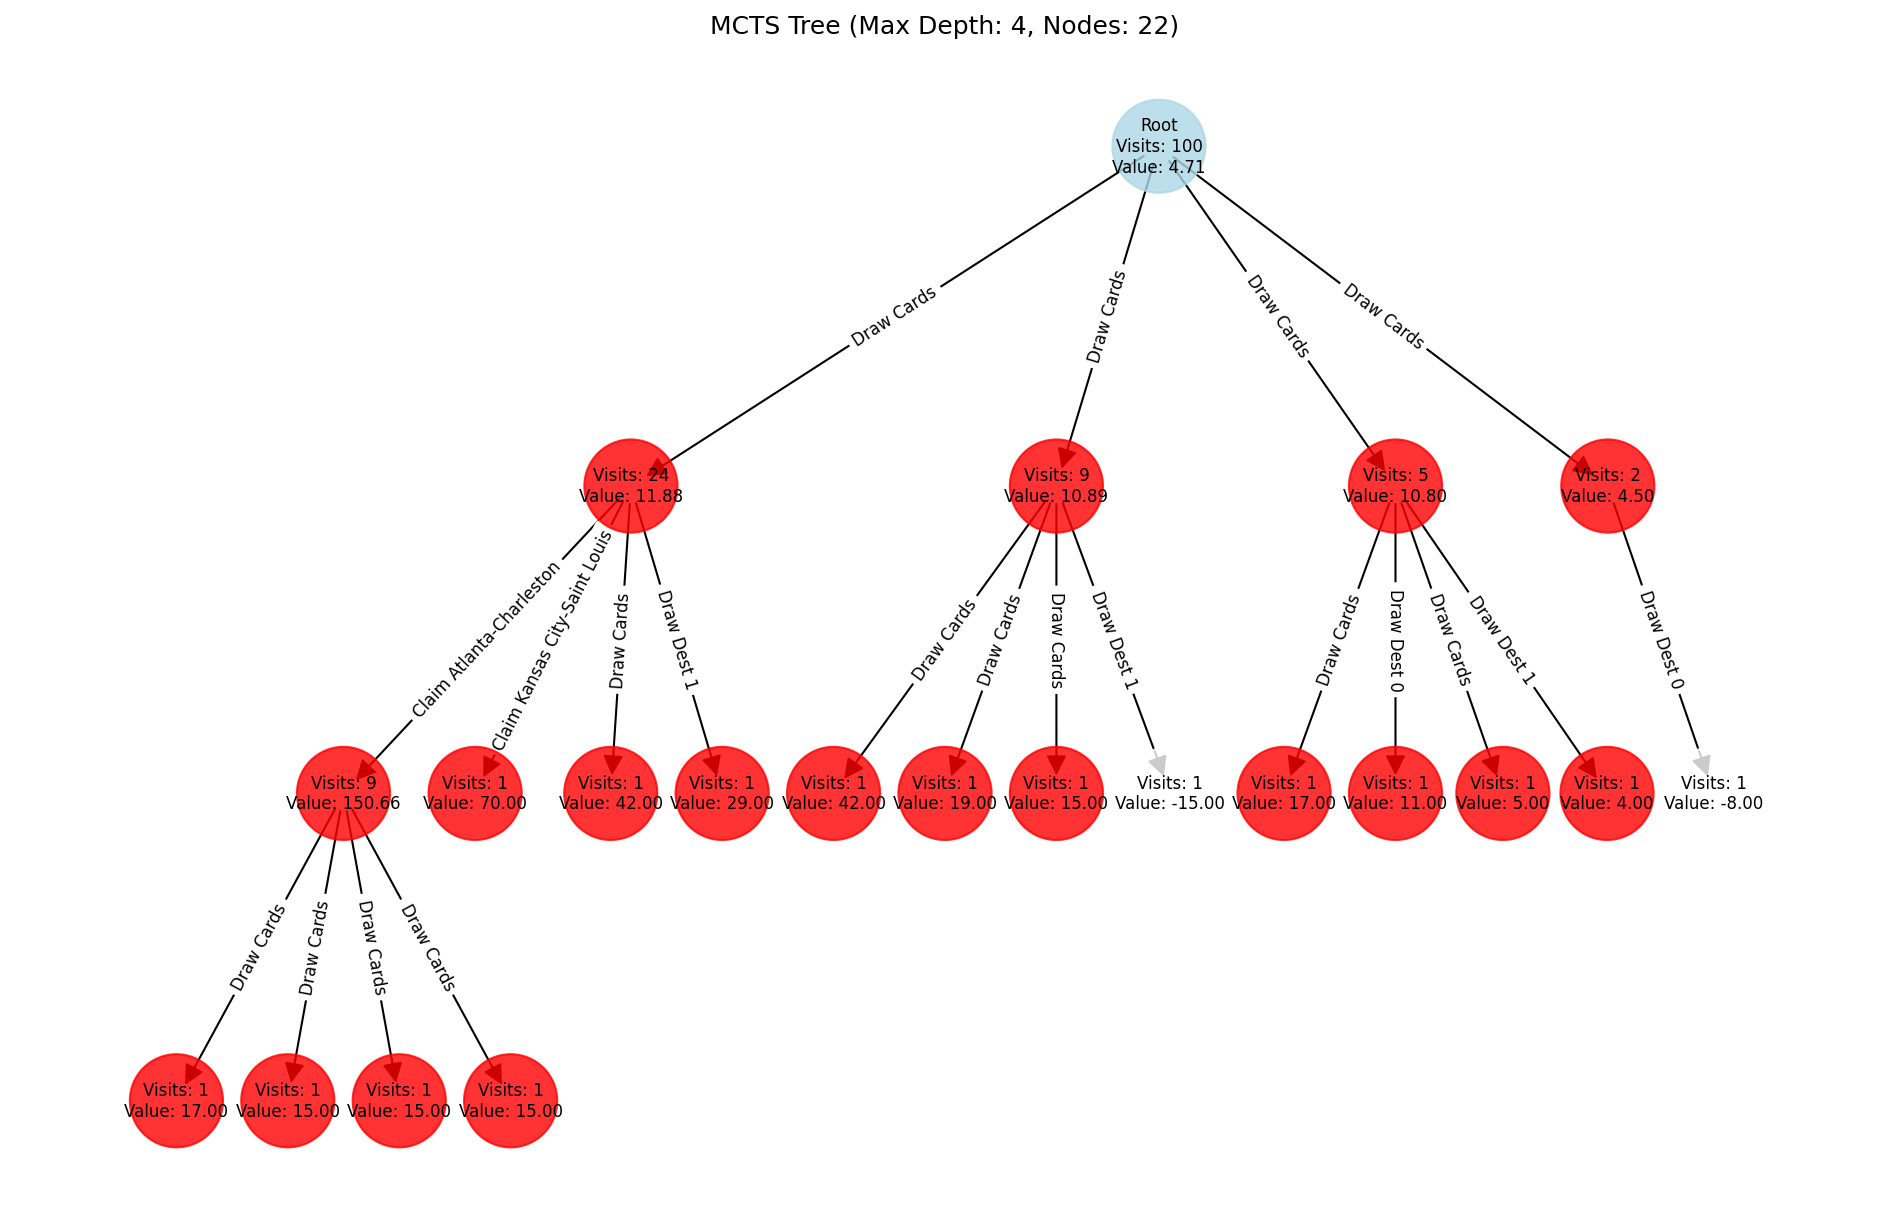 MCTS Tree (Max Depth: 4, Nodes: 22)
Root
Visits: 100
Value: 4.71
Draw Cards
Draw Cards
Draw Cards
Draw Cards
Visits: 24
Value: 11.88
Visits: 9
Value: 10.89
Visits: 5
Value: 10.80
Visits: 2
Value: 4.50
Claim Atlanta-Charleston
Claim Kansas City-Saint Louis
Draw Cards
Draw Dest 1
Draw Cards
Draw Cards
Draw Cards
Draw Dest 1
Draw Cards
Draw Dest 0
Draw Cards
Draw Dest 1
Draw Dest 0
Visits: 9
Value: 150.66
Visits: 1
Value: 70.00
Visits: 1
Value: 42.00
Visits: 1
Value: 29.00
Visits: 1
Value: 42.00
Visits: 1
Value: 19.00
Visits: 1
Value: 15.00
Visits: 1
Value: -15.00
Visits: 1
Value: 17.00
Visits: 1
Value: 11.00
Visits: 1
Value: 5.00
Visits: 1
Value: 4.00
Visits: 1
Value: -8.00
Draw Cards
Draw Cards
Draw Cards
Draw Cards
Visits: 1
Value: 17.00
Visits: 1
Value: 15.00
Visits: 1
Value: 15.00
Visits: 1
Value: 15.00